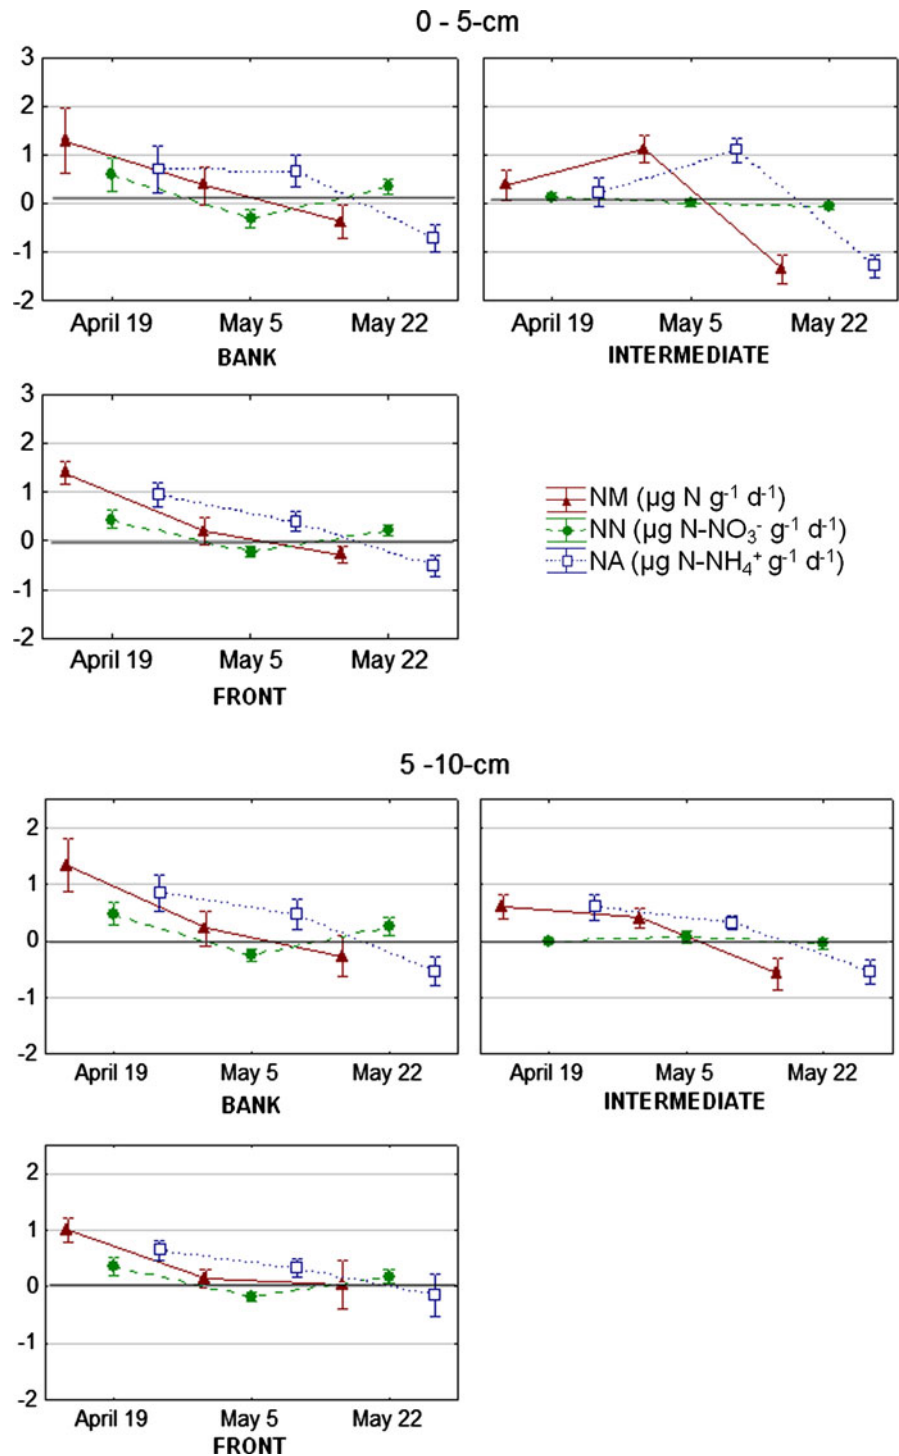 0 - 5-cm
3
2
1
0
-1
-2
April 19 May 5 May 22
BANK
April 19 May 5 May 22
INTERMEDIATE
3
2
1
0
-1
-2
April 19 May 5 May 22
FRONT
NM (µg N g⁻¹ d⁻¹)
NN (µg N-NO₃⁻ g⁻¹ d⁻¹)
NA (µg N-NH₄⁺ g⁻¹ d⁻¹)
5 -10-cm
2
1
0
-1
-2
April 19 May 5 May 22
BANK
April 19 May 5 May 22
INTERMEDIATE
2
1
0
-1
-2
April 19 May 5 May 22
FRONT